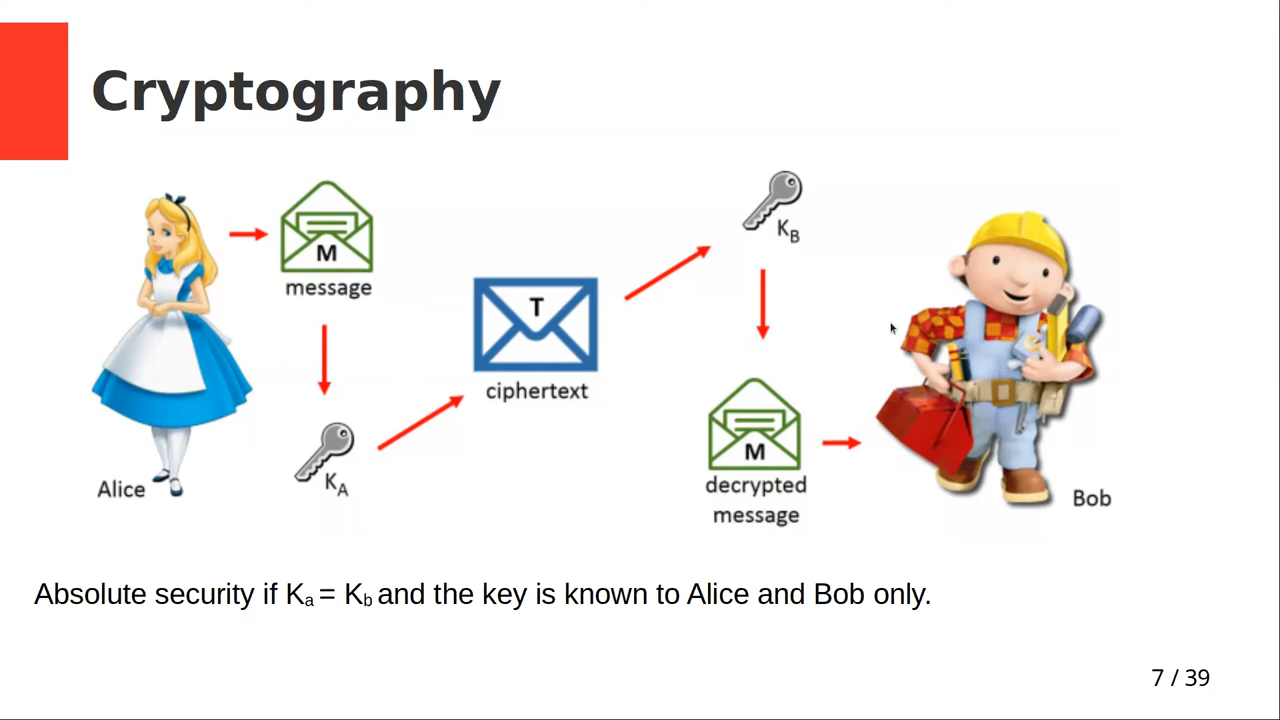 Cryptography
M
message
K_A
Alice
T
ciphertext
K_B
M
decrypted
message
Bob
Absolute security if K_a = K_b and the key is known to Alice and Bob only.
7 / 39